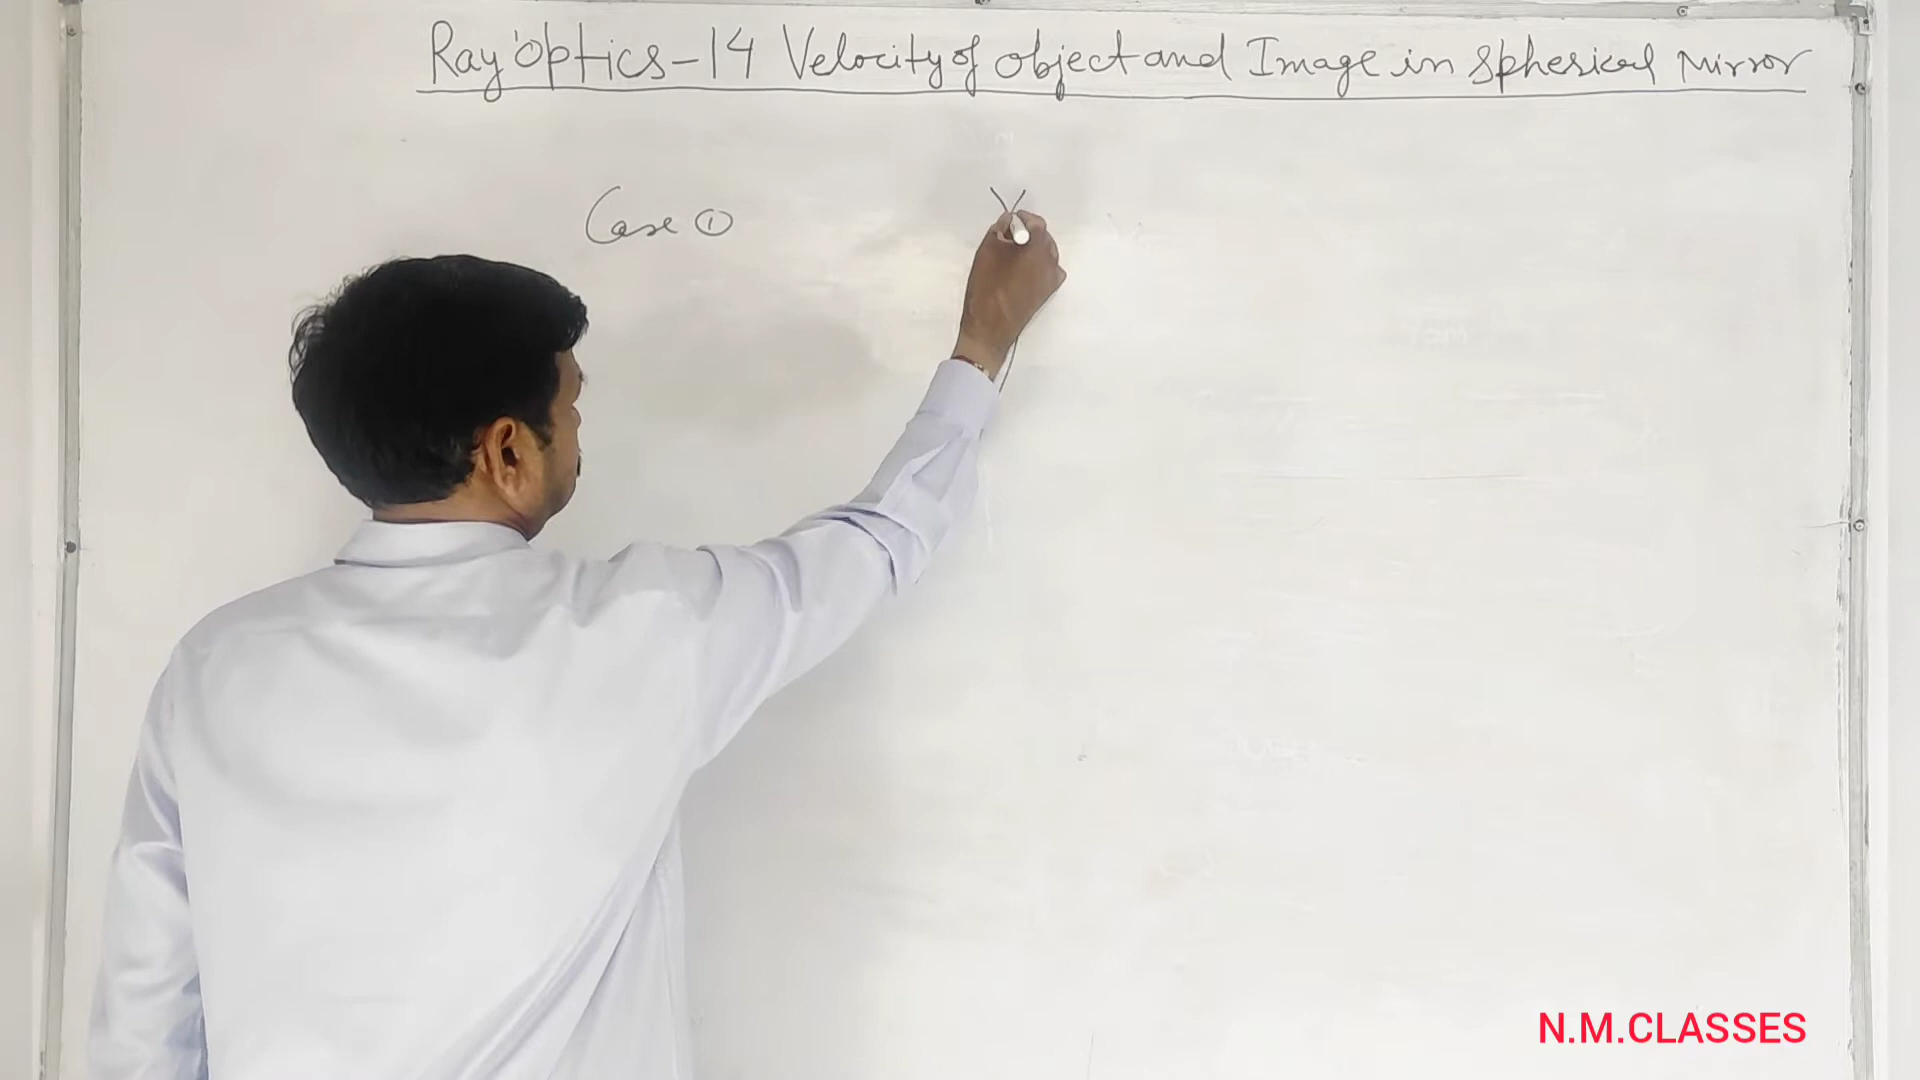 Ray Optics-14 Velocity of object and Image in Spherical Mirror
Case ①
N.M.CLASSES